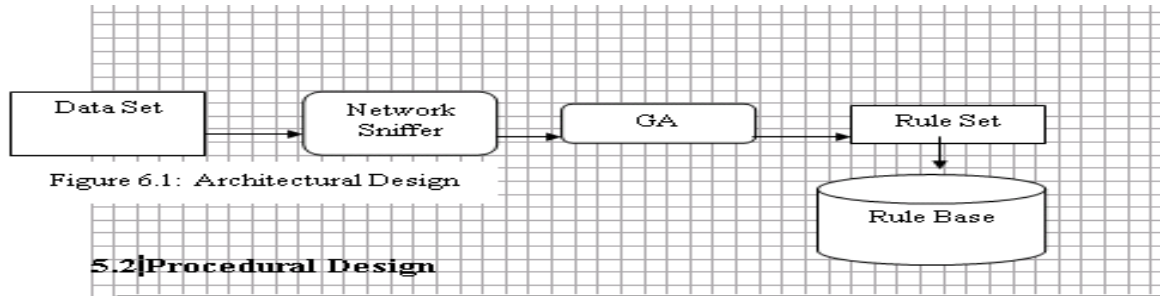 Data Set
Network
Sniffer
GA
Rule Set
Rule Base
Figure 6.1: Architectural Design
5.2 Procedural Design